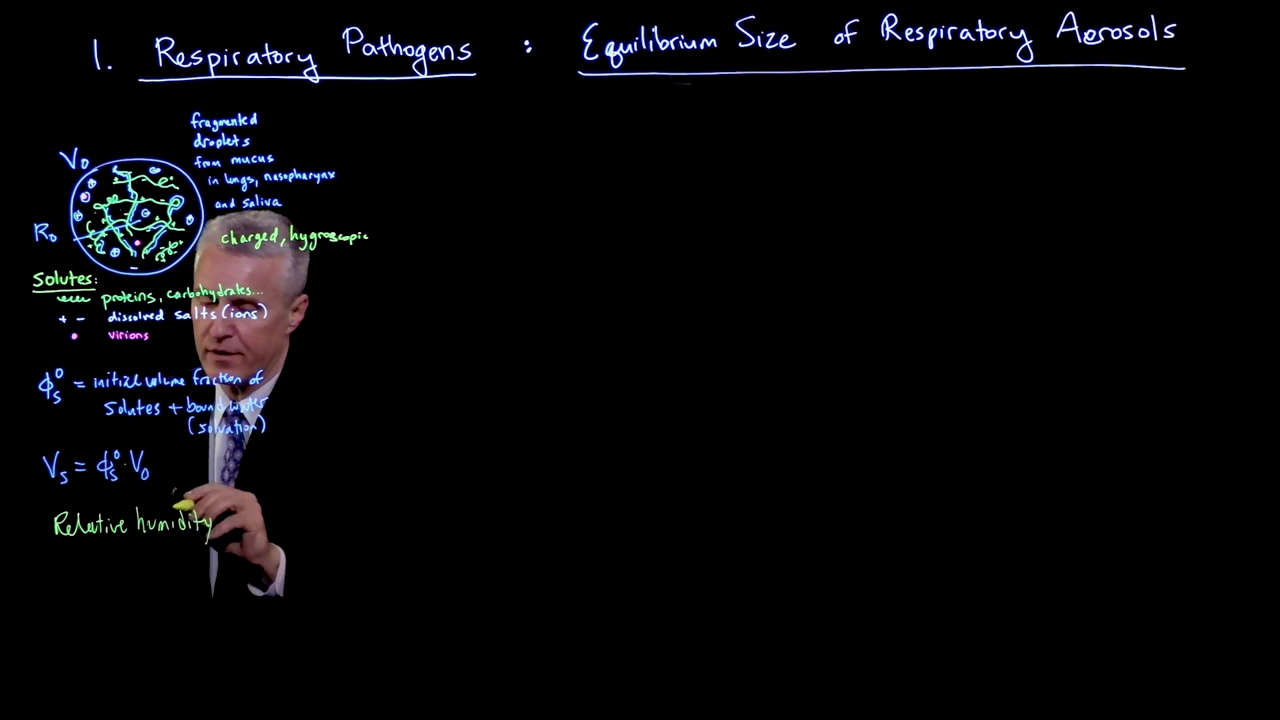 1. Respiratory Pathogens : Equilibrium Size of Respiratory Aerosols
fragmented
droplets
from mucus
in lungs, nasopharynx
and saliva
charged, hygroscopic
V₀
R₀
Solutes:
proteins, carbohydrates...
+ - dissolved salts (ions)
virions
ϕₛ⁰ = initial volume fraction of
solutes + bound water
(solvation)
Vₛ = ϕₛ⁰ · V₀
Relative humidity